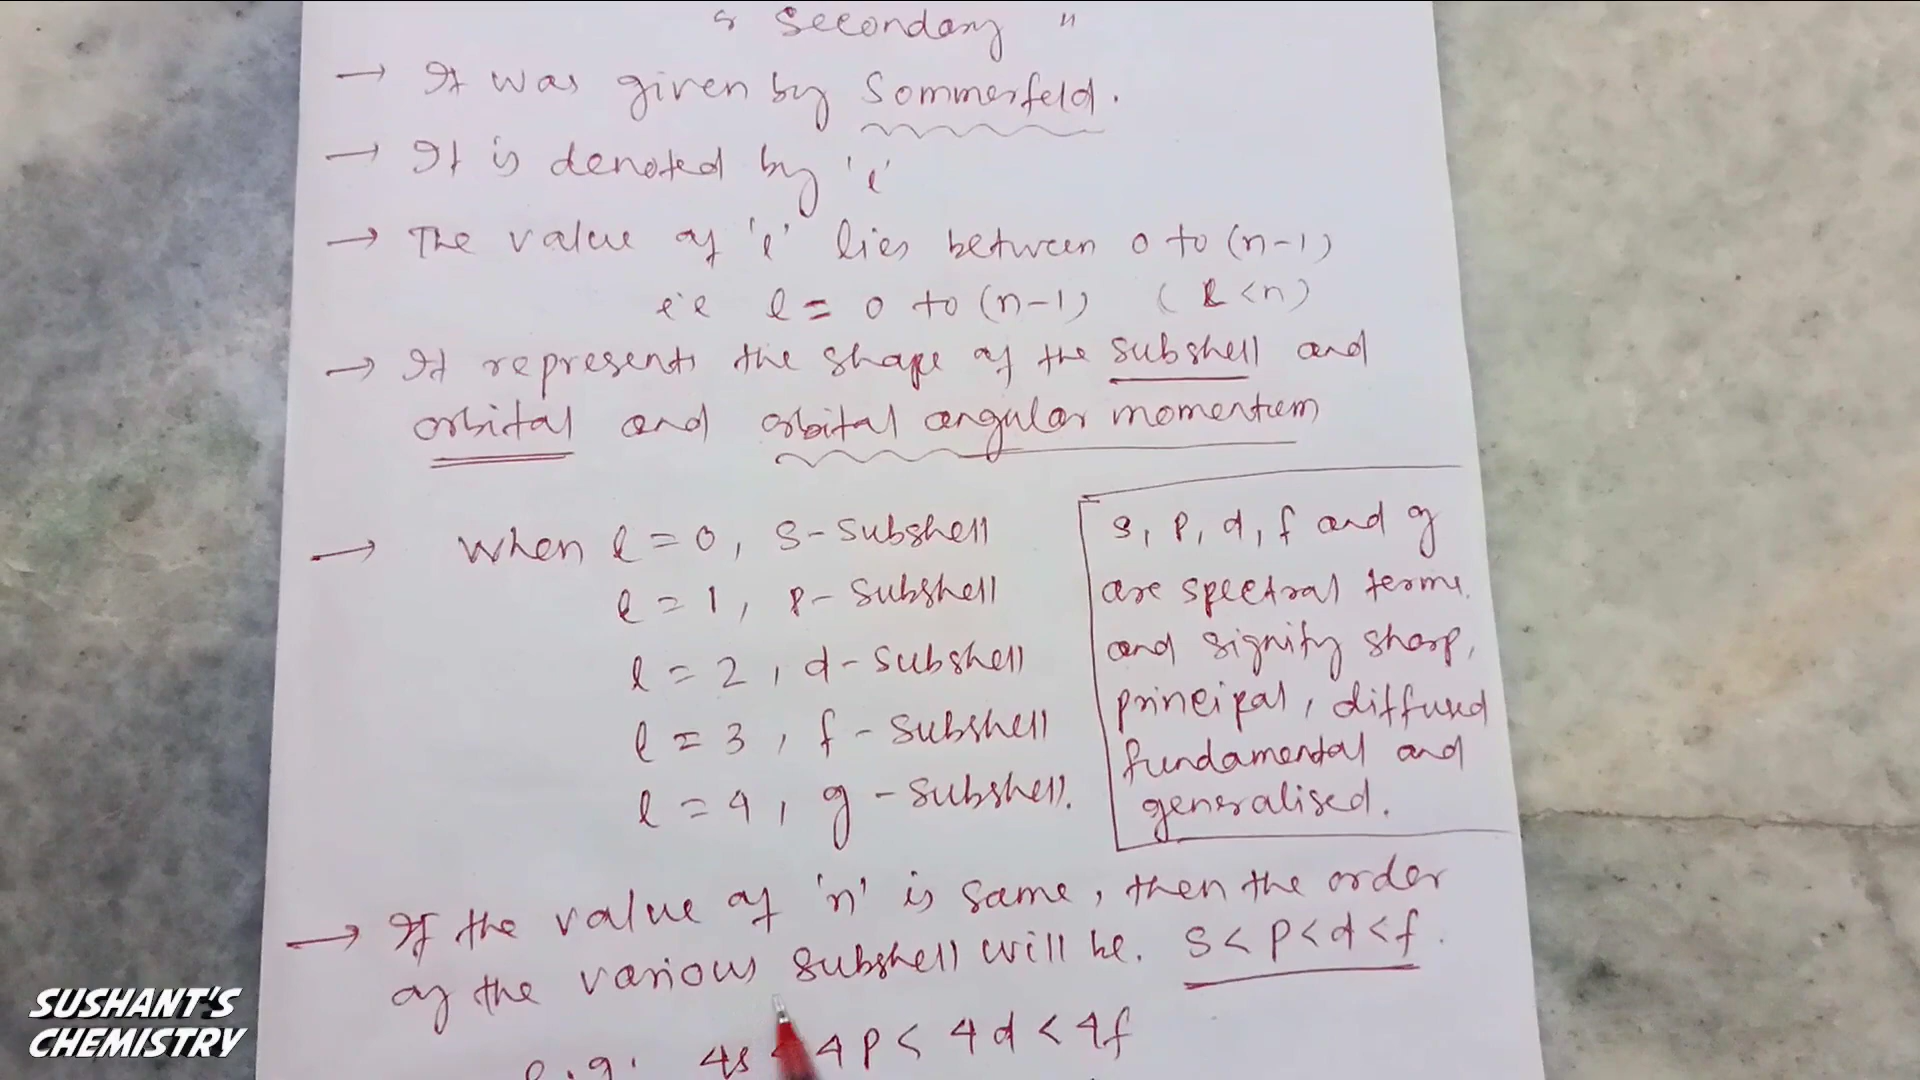 " Secondary "
→ It was given by Sommerfeld.
→ It is denoted by 'l'
→ The value of 'l' lies between 0 to (n-1)
i.e l = 0 to (n-1) (l < n)
→ It represents the shape of the subshell and
orbital and orbital angular momentum
→ When l = 0, s-subshell
l = 1, p-subshell
l = 2, d-subshell
l = 3, f-subshell
l = 4, g-subshell.
s, p, d, f and g
are spectral terms.
and signify sharp,
principal, diffused
fundamental and
generalised.
→ If the value of 'n' is same, then the order
of the various subshell will be. s < p < d < f.
e.g. 4s < 4p < 4d < 4f
SUSHANT'S
CHEMISTRY